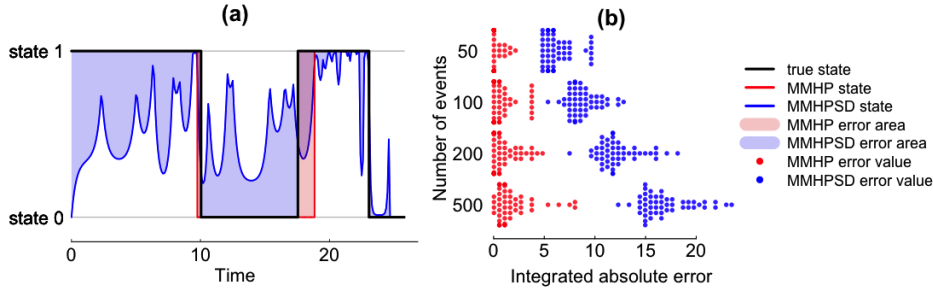 (a)
state 1
state 0
0
10
20
Time
(b)
Number of events
50
100
200
500
0
5
10
15
20
Integrated absolute error
true state
MMHP state
MMHPSD state
MMHP error area
MMHPSD error area
MMHP error value
MMHPSD error value